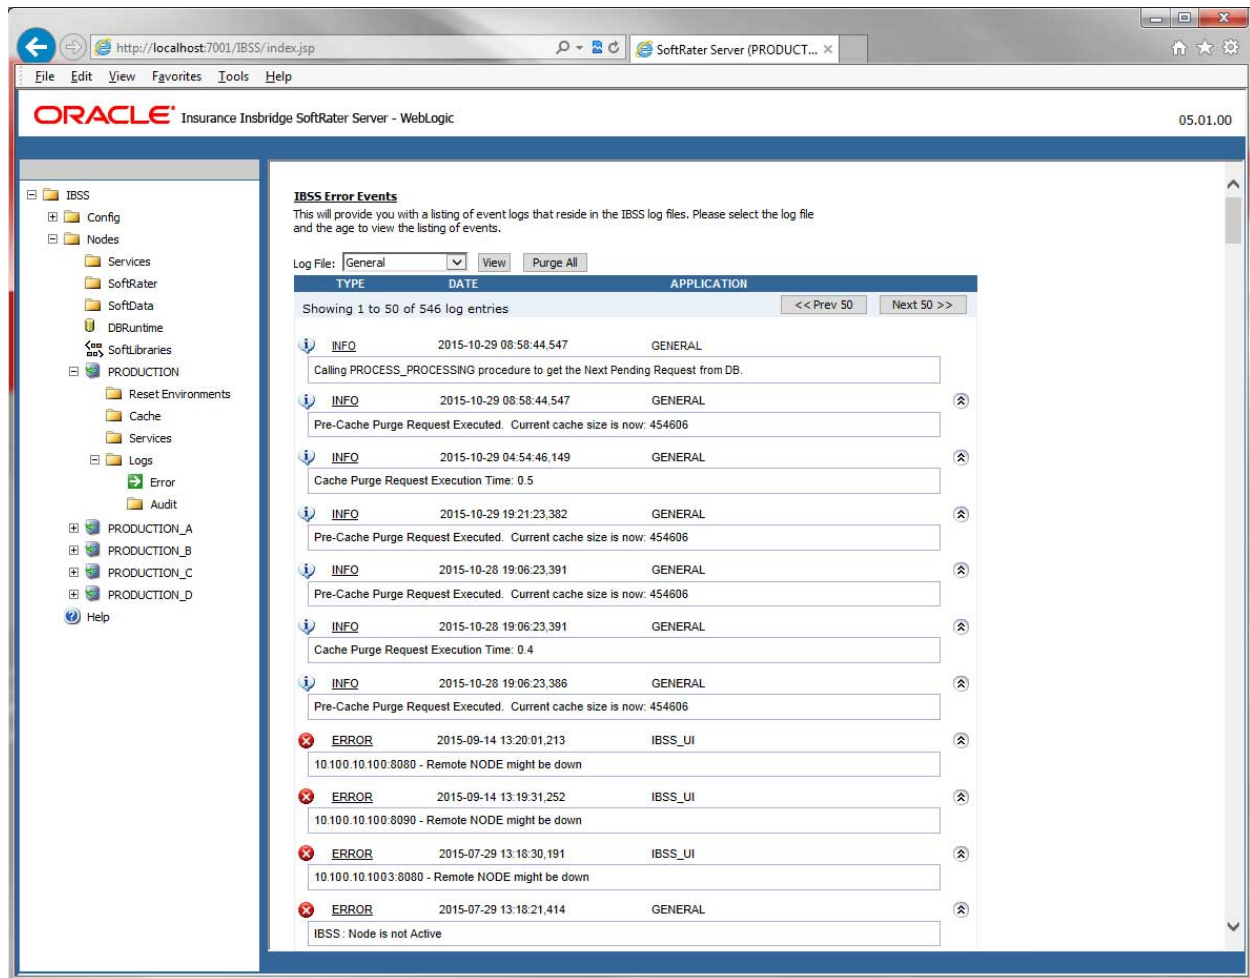 http://localhost:7001/IBSS/index.jsp
SoftRater Server (PRODUCT...
File Edit View Favorites Tools Help
ORACLE Insurance Insbridge SoftRater Server - WebLogic
05.01.00
IBSS
Config
Nodes
Services
SoftRater
SoftData
DBRuntime
SoftLibraries
PRODUCTION
Reset Environments
Cache
Services
Logs
Error
Audit
PRODUCTION_A
PRODUCTION_B
PRODUCTION_C
PRODUCTION_D
Help
IBSS Error Events
This will provide you with a listing of event logs that reside in the IBSS log files. Please select the log file
and the age to view the listing of events.
Log File: General View Purge All
TYPE DATE APPLICATION
Showing 1 to 50 of 546 log entries << Prev 50 Next 50 >>
INFO 2015-10-29 08:58:44,547 GENERAL
Calling PROCESS_PROCESSING procedure to get the Next Pending Request from DB.
INFO 2015-10-29 08:58:44,547 GENERAL
Pre-Cache Purge Request Executed. Current cache size is now: 454606
INFO 2015-10-29 04:54:46,149 GENERAL
Cache Purge Request Execution Time: 0.5
INFO 2015-10-29 19:21:23,382 GENERAL
Pre-Cache Purge Request Executed. Current cache size is now: 454606
INFO 2015-10-28 19:06:23,391 GENERAL
Pre-Cache Purge Request Executed. Current cache size is now: 454606
INFO 2015-10-28 19:06:23,391 GENERAL
Cache Purge Request Execution Time: 0.4
INFO 2015-10-28 19:06:23,386 GENERAL
Pre-Cache Purge Request Executed. Current cache size is now: 454606
ERROR 2015-09-14 13:20:01,213 IBSS_UI
10.100.10.100:8080 - Remote NODE might be down
ERROR 2015-09-14 13:19:31,252 IBSS_UI
10.100.10.100:8090 - Remote NODE might be down
ERROR 2015-07-29 13:18:30,191 IBSS_UI
10.100.10.1003:8080 - Remote NODE might be down
ERROR 2015-07-29 13:18:21,414 GENERAL
IBSS : Node is not Active